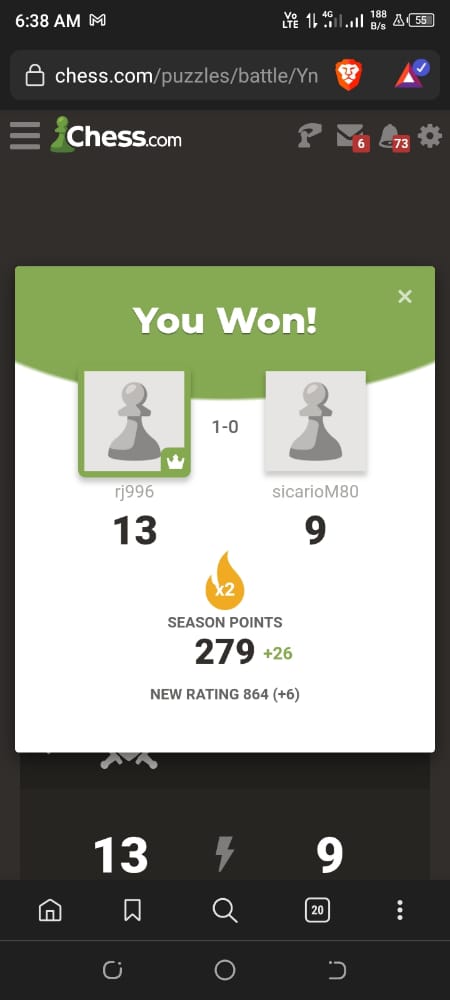 6:38 AM
Vo LTE 4G 188 B/s 55
chess.com/puzzles/battle/Yn
Chess.com
6 73
You Won!
1-0
rj996 sicarioM80
13 9
x2
SEASON POINTS
279 +26
NEW RATING 864 (+6)
13 9
20